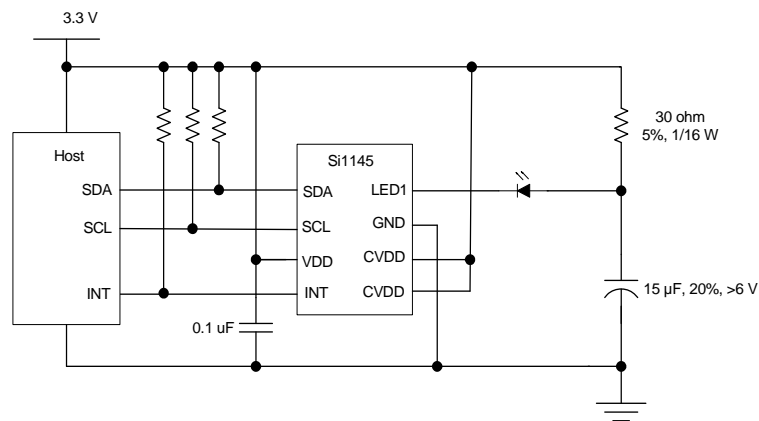 3.3 V
30 ohm
5%, 1/16 W
Host
Si1145
SDA
SDA
LED1
SCL
SCL
GND
VDD
CVDD
INT
INT
CVDD
15 µF, 20%, >6 V
0.1 uF